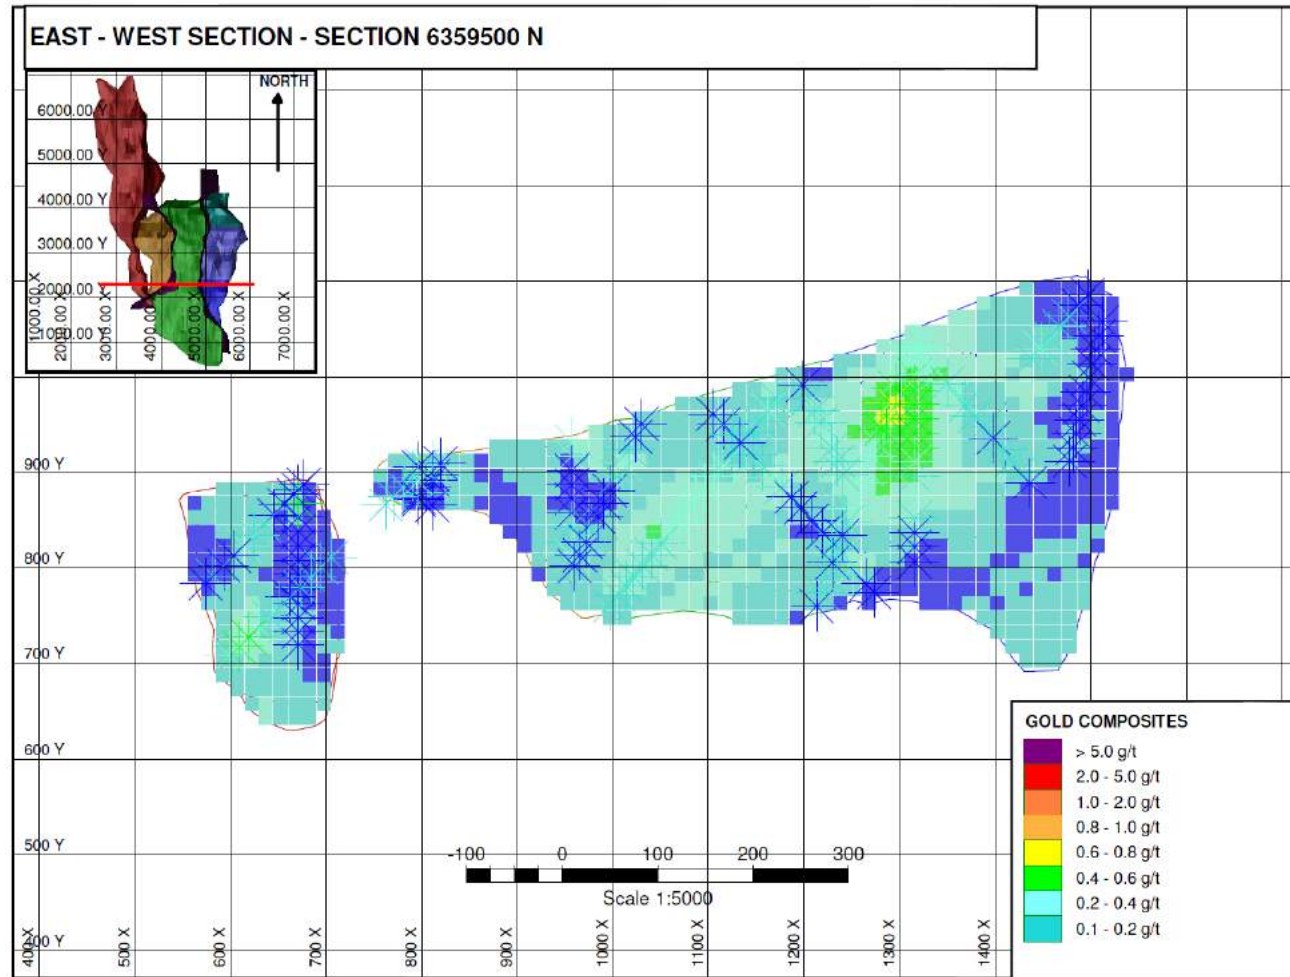 EAST - WEST SECTION - SECTION 6359500 N
NORTH
6000.00 Y
5000.00 Y
4000.00 Y
3000.00 Y
2000.00 Y
1000.00 Y
1000.00 X
2000.00 X
3000.00 X
4000.00 X
5000.00 X
6000.00 X
7000.00 X
900 Y
800 Y
700 Y
600 Y
500 Y
400 Y
-100 0 100 200 300
Scale 1:5000
400 X
500 X
600 X
700 X
800 X
900 X
1000 X
1100 X
1200 X
1300 X
1400 X
GOLD COMPOSITES
> 5.0 g/t
2.0 - 5.0 g/t
1.0 - 2.0 g/t
0.8 - 1.0 g/t
0.6 - 0.8 g/t
0.4 - 0.6 g/t
0.2 - 0.4 g/t
0.1 - 0.2 g/t